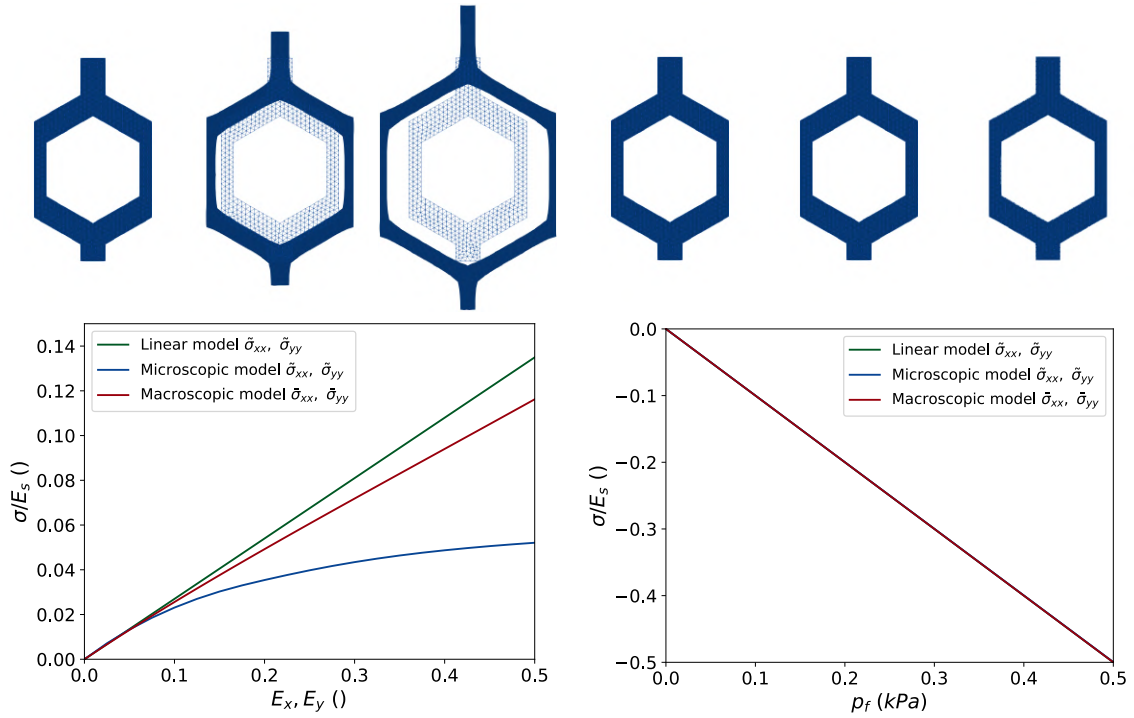 Linear model σ̃xx, σ̃yy
Microscopic model σ̃xx, σ̃yy
Macroscopic model σ̄xx, σ̄yy
0.14
0.12
0.10
0.08
0.06
0.04
0.02
0.00
σ/Es ()
0.0 0.1 0.2 0.3 0.4 0.5
Ex, Ey ()
Linear model σ̃xx, σ̃yy
Microscopic model σ̃xx, σ̃yy
Macroscopic model σ̄xx, σ̄yy
0.0
−0.1
−0.2
−0.3
−0.4
−0.5
σ/Es ()
0.0 0.1 0.2 0.3 0.4 0.5
pf (kPa)